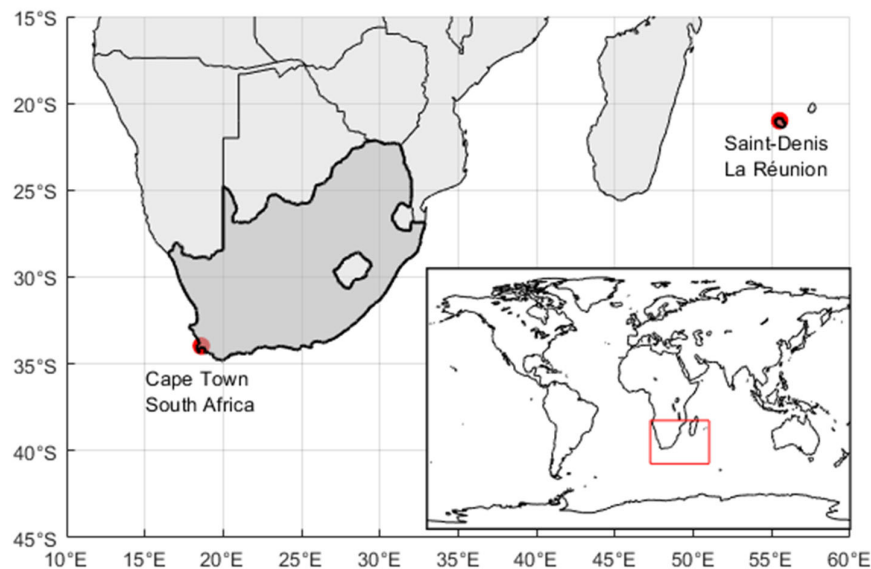 15°S
20°S
25°S
30°S
35°S
40°S
45°S
Saint-Denis
La Réunion
Cape Town
South Africa
10°E
15°E
20°E
25°E
30°E
35°E
40°E
45°E
50°E
55°E
60°E